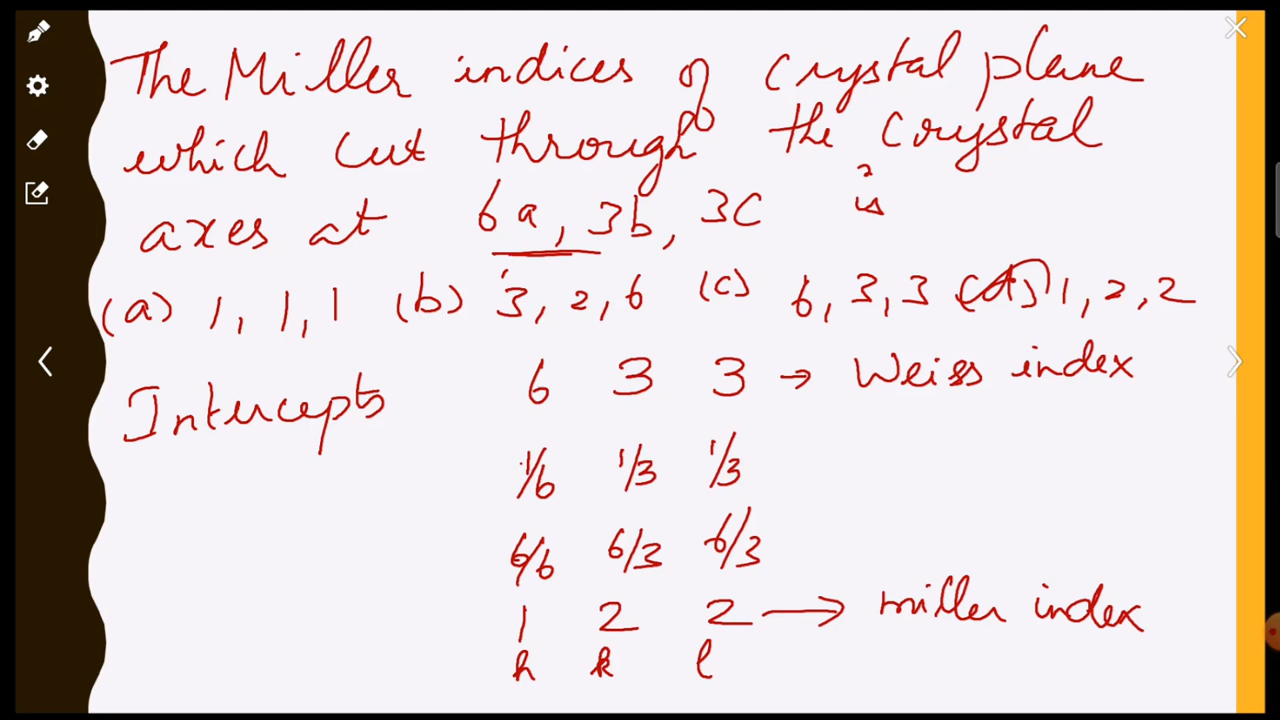 The Miller indices of crystal plane
which cut through the crystal
axes at 6a, 3b, 3c is
(a) 1, 1, 1 (b) 3, 2, 6 (c) 6, 3, 3 (d) 1, 2, 2
Intercepts 6 3 3 → Weiss index
1/6 1/3 1/3
6/6 6/3 6/3
1 2 2 → miller index
h k l